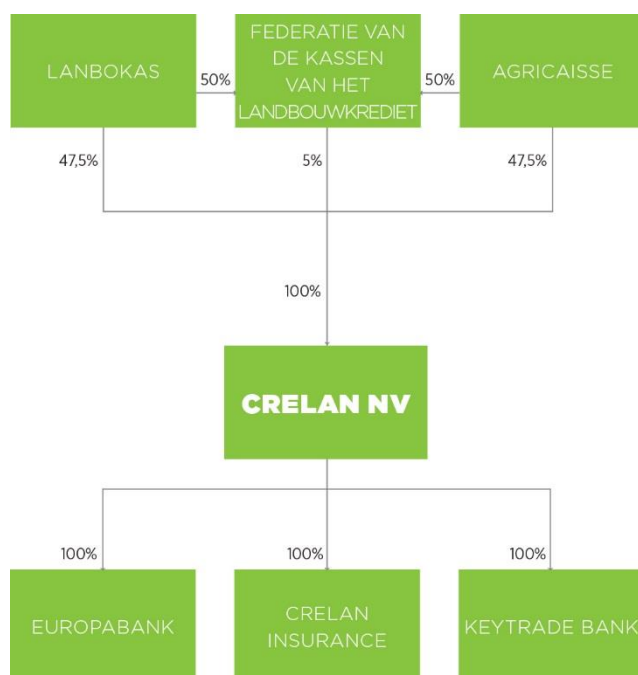 LANBOKAS
50%
FEDERATIE VAN
DE KASSEN
VAN HET
LANDBOUWKREDIET
50%
AGRICAISSE
47,5%
5%
47,5%
100%
CRELAN NV
100%
100%
100%
EUROPABANK
CRELAN
INSURANCE
KEYTRADE BANK